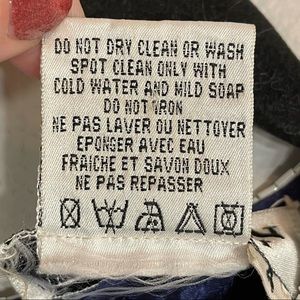 DO NOT DRY CLEAN OR WASH
SPOT CLEAN ONLY WITH
COLD WATER AND MILD SOAP
DO NOT IRON
NE PAS LAVER OU NETTOYER
EPONGER AVEC EAU
FRAICHE ET SAVON DOUX
NE PAS REPASSER